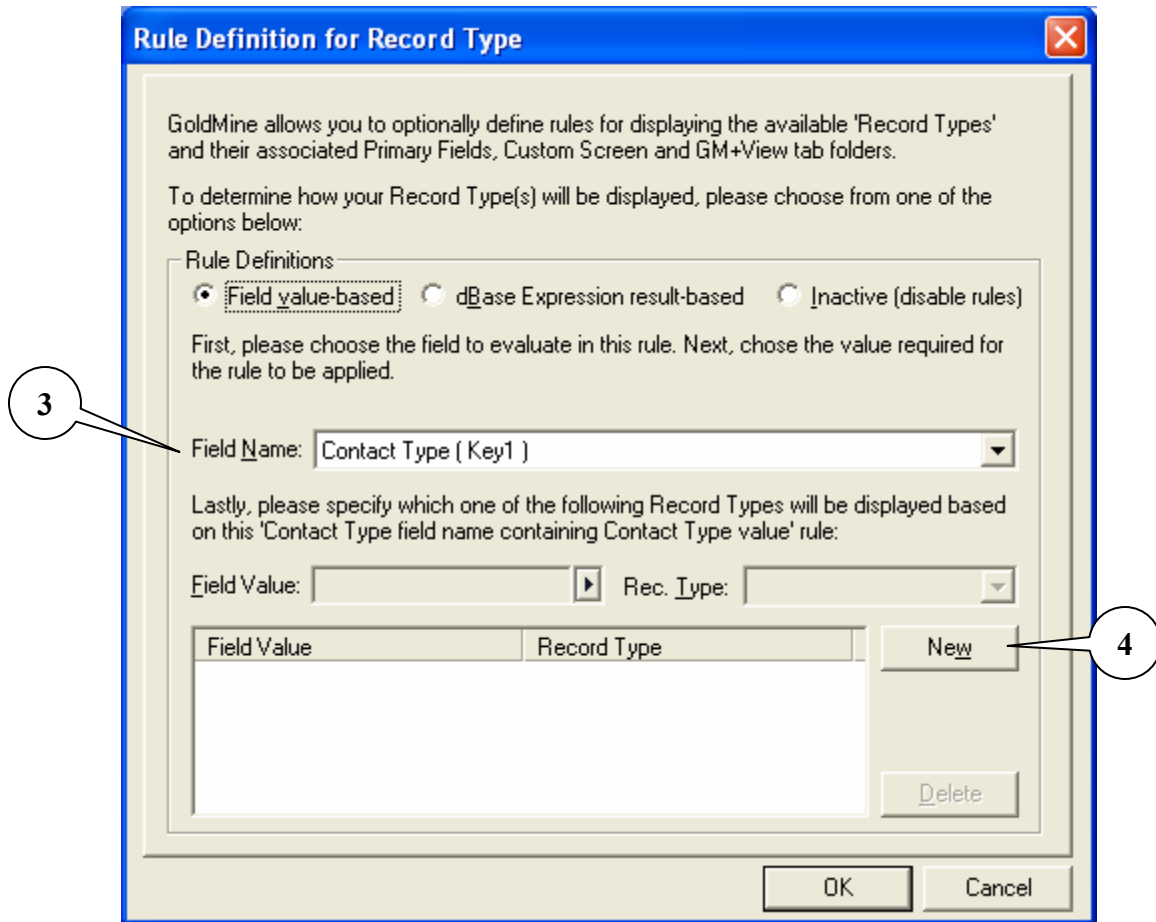 Rule Definition for Record Type
GoldMine allows you to optionally define rules for displaying the available 'Record Types'
and their associated Primary Fields, Custom Screen and GM+View tab folders.
To determine how your Record Type(s) will be displayed, please choose from one of the
options below:
Rule Definitions
Field value-based dBase Expression result-based Inactive (disable rules)
First, please choose the field to evaluate in this rule. Next, chose the value required for
the rule to be applied.
3
Field Name: Contact Type ( Key1 )
Lastly, please specify which one of the following Record Types will be displayed based
on this 'Contact Type field name containing Contact Type value' rule:
Field Value: Rec. Type:
Field Value Record Type New
4
Delete
OK Cancel